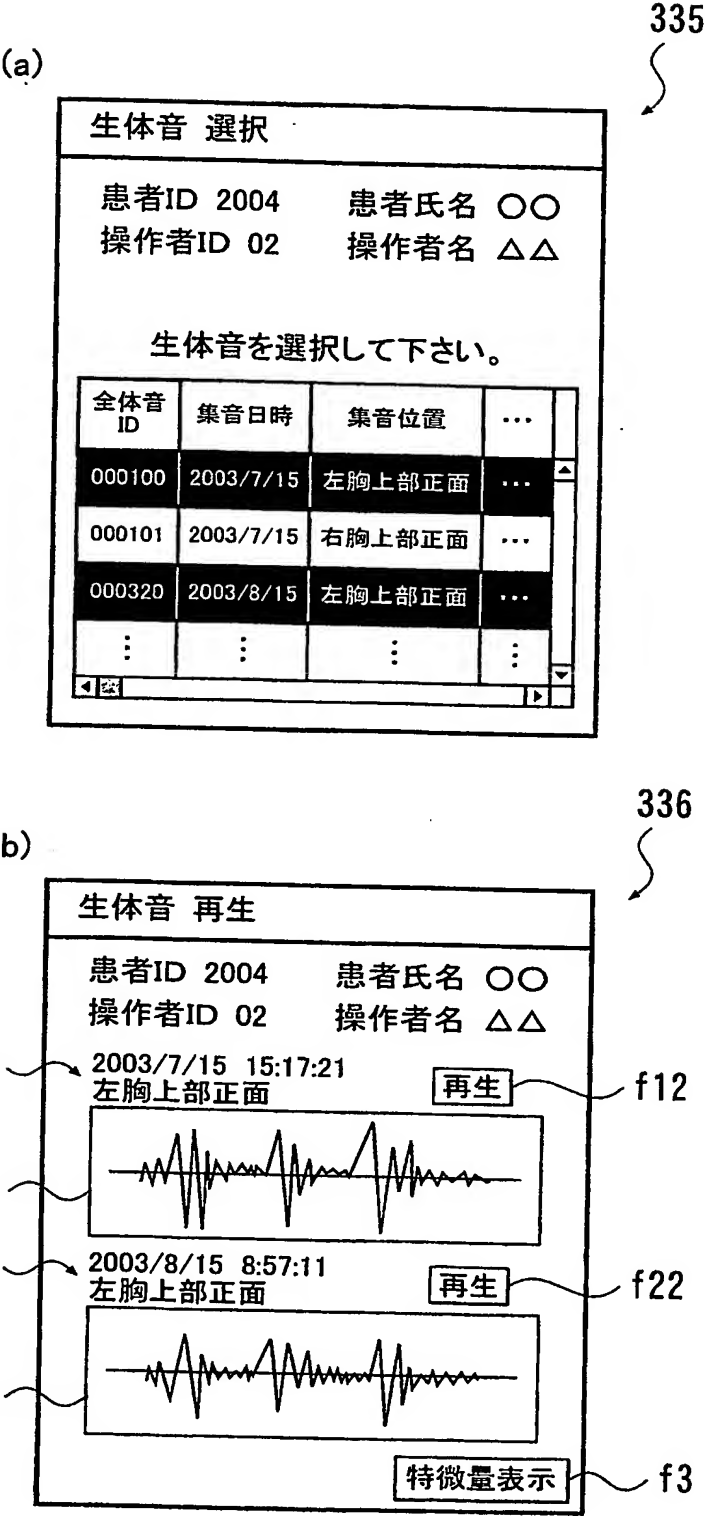 335
(a)
生体音 選択
患者ID 2004 患者氏名 ○○
操作者ID 02 操作者名 △△
生体音を選択して下さい。
全体音ID 集音日時 集音位置 …
000100 2003/7/15 左胸上部正面 …
000101 2003/7/15 右胸上部正面 …
000320 2003/8/15 左胸上部正面 …
⋮ ⋮ ⋮ ⋮
336
b)
生体音 再生
患者ID 2004 患者氏名 ○○
操作者ID 02 操作者名 △△
2003/7/15 15:17:21
左胸上部正面 再生 f12
2003/8/15 8:57:11
左胸上部正面 再生 f22
特微量表示 f3